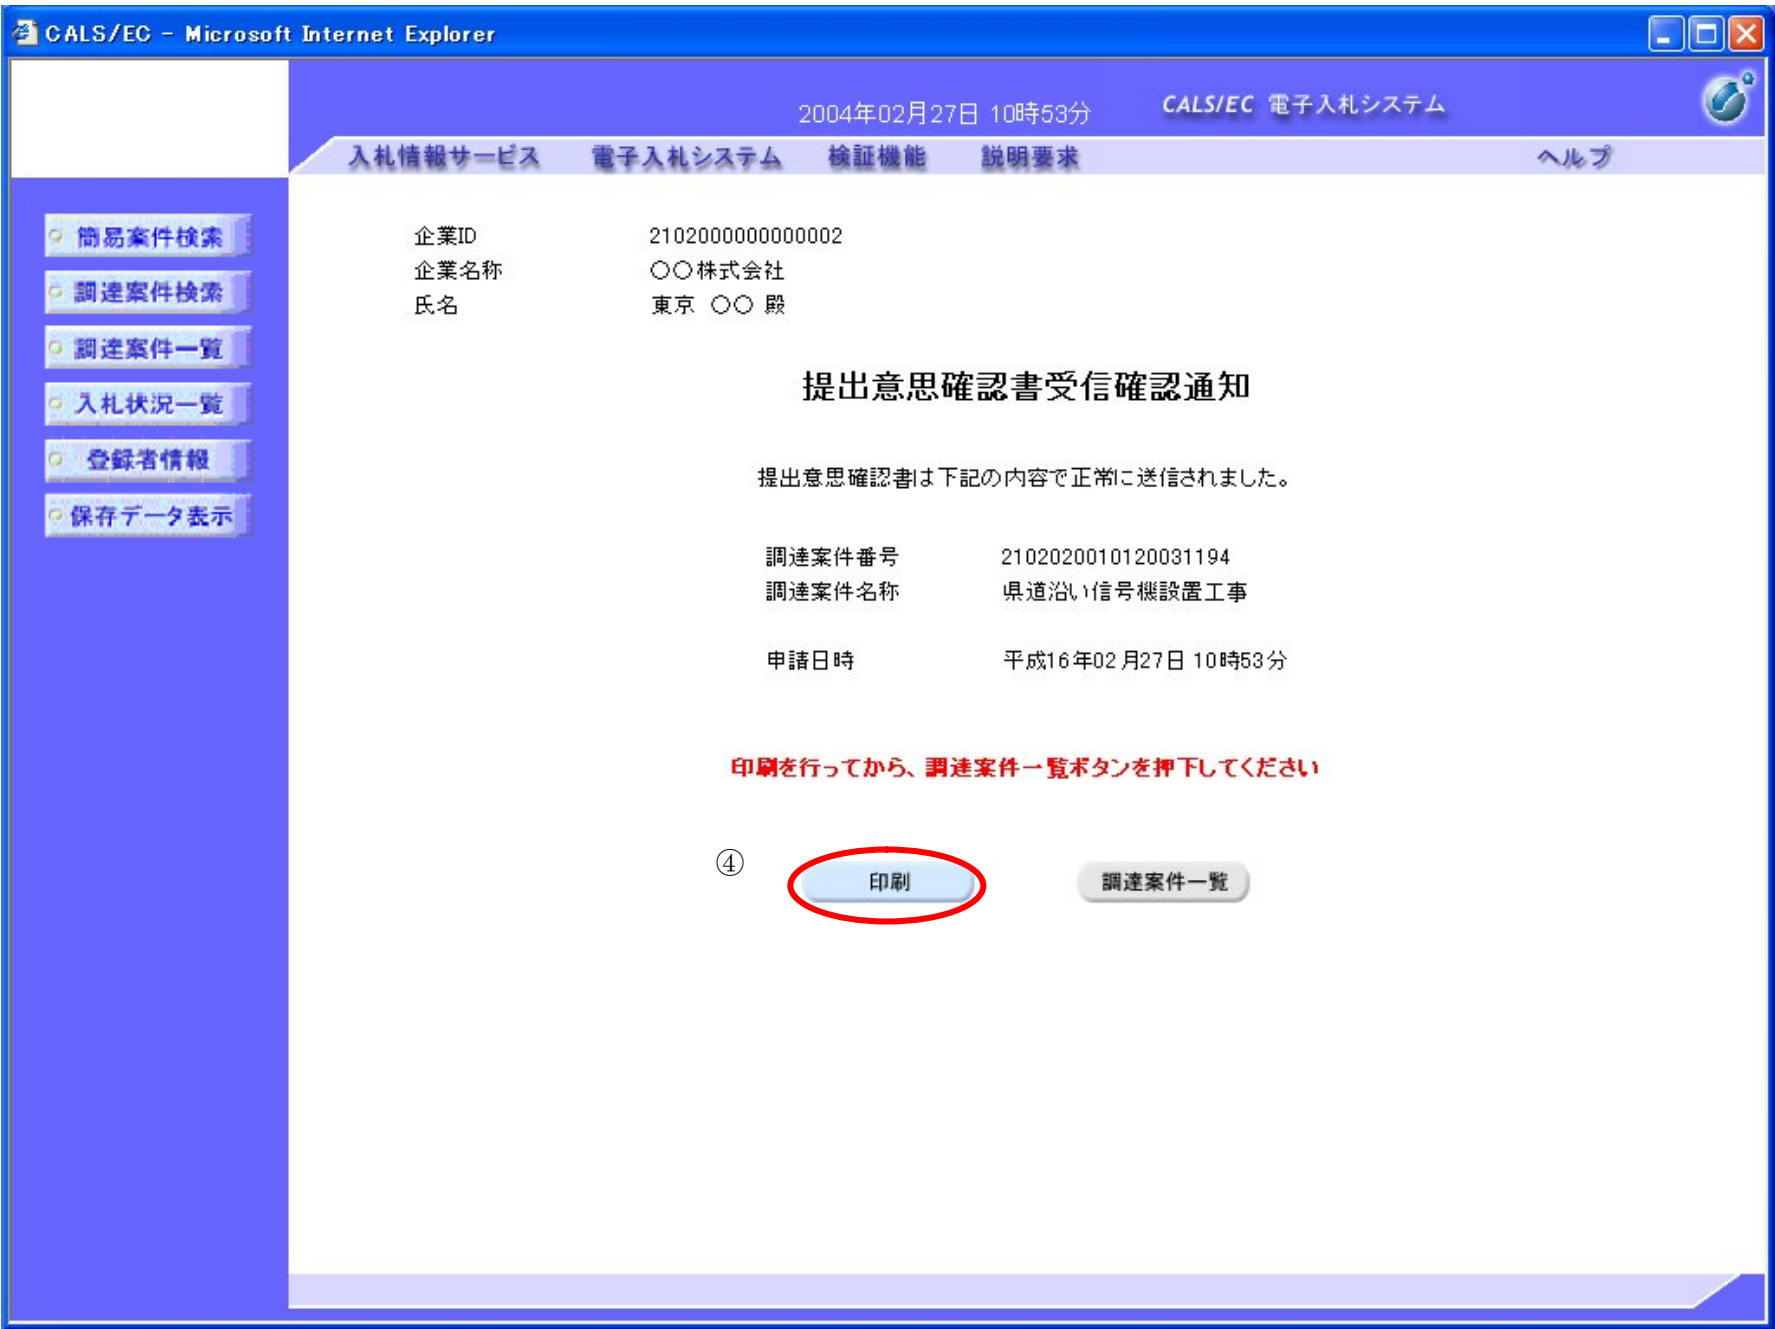 CALS/EC - Microsoft Internet Explorer
2004年02月27日 10時53分
CALS/EC 電子入札システム
入札情報サービス 電子入札システム 検証機能 説明要求 ヘルプ
簡易案件検索
調達案件検索
調達案件一覧
入札状況一覧
登録者情報
保存データ表示
企業ID 2102000000000002
企業名称 〇〇株式会社
氏名 東京 〇〇 殿
提出意思確認書受信確認通知
提出意思確認書は下記の内容で正常に送信されました。
調達案件番号 2102020010120031194
調達案件名称 県道沿い信号機設置工事
申請日時 平成16年02月27日 10時53分
印刷を行ってから、調達案件一覧ボタンを押下してください
④ 印刷 調達案件一覧